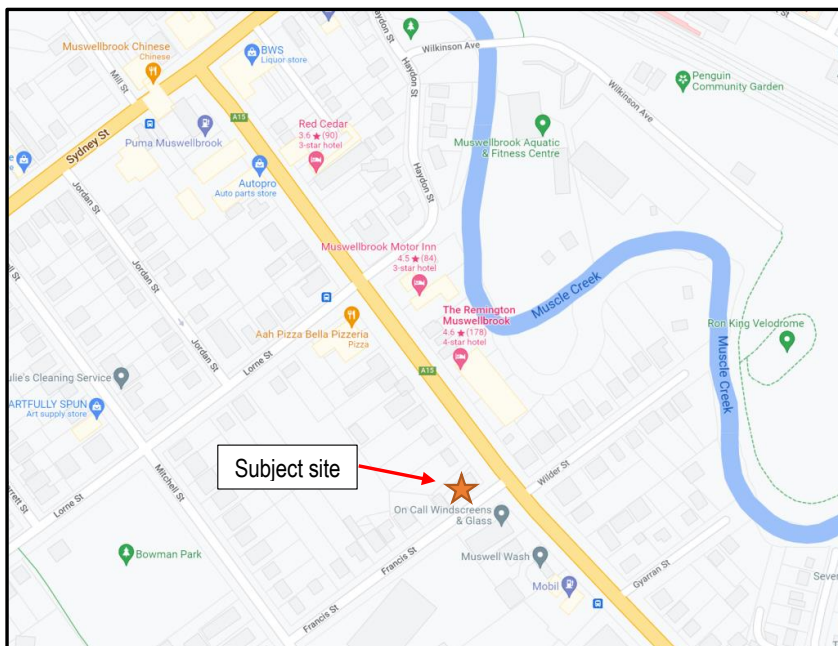 Muswellbrook Chinese
Chinese
BWS
Liquor store
Wilkinson Ave
Mill St
Haydon St
Penguin
Community Garden
A15
Red Cedar
3.6 ★ (90)
3-star hotel
Wilkinson Ave
Sydney St
Puma Muswellbrook
Muswellbrook Aquatic
& Fitness Centre
Autopro
Auto parts store
Jordan St
Haydon St
Muswellbrook Motor Inn
4.5 ★ (84)
3-star hotel
Jordan St
Muscle Creek
The Remington
Muswellbrook
4.6 ★ (178)
4-star hotel
Aah Pizza Bella Pizzeria
Pizza
Ron King Velodrome
Jordan St
Lorne St
A15
Muscle Creek
ulie's Cleaning Service
ARTFULLY SPUN
Art supply store
Mitchell St
Subject site
Wilder St
Lorne St
On Call Windscreens
& Glass
Bowman Park
Francis St
Muswell Wash
Mobil
Gyarran St
Seve
Francis St